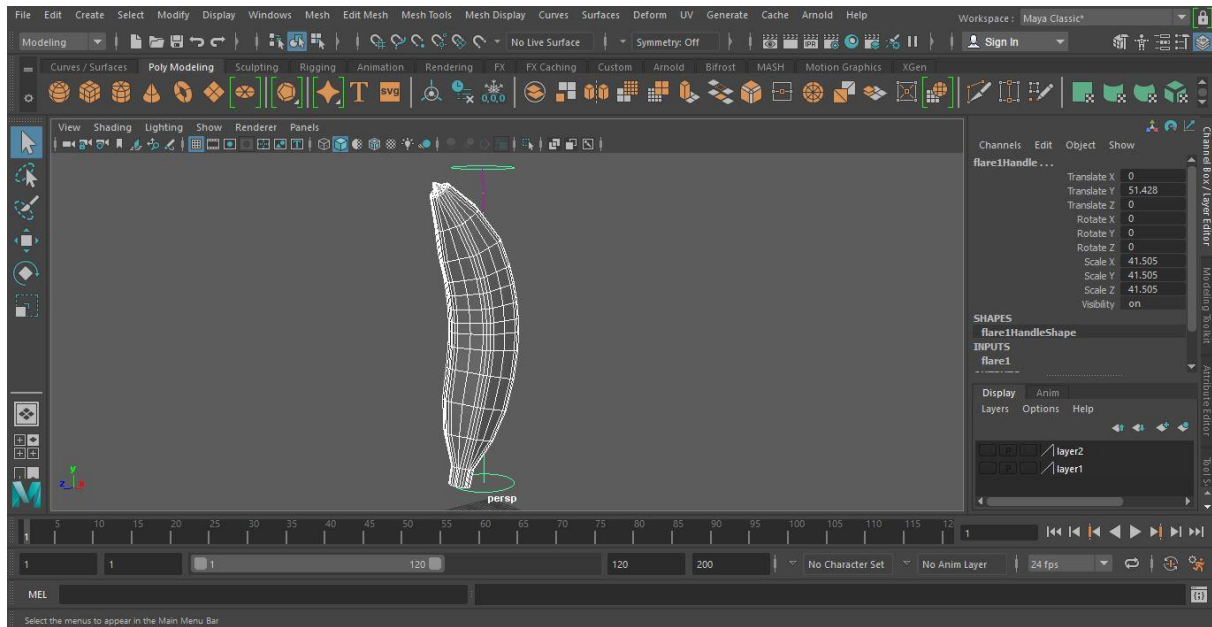 File Edit Create Select Modify Display Windows Mesh Edit Mesh Mesh Tools Mesh Display Curves Surfaces Deform UV Generate Cache Arnold Help Workspace : Maya Classic*
Modeling No Live Surface Symmetry: Off Sign In
Curves / Surfaces Poly Modeling Sculpting Rigging Animation Rendering FX FX Caching Custom Arnold Bifrost MASH Motion Graphics XGen
T svg 0,0,0
View Shading Lighting Show Renderer Panels
Channels Edit Object Show
flare1Handle . . .
Translate X 0
Translate Y 51.428
Translate Z 0
Rotate X 0
Rotate Y 0
Rotate Z 0
Scale X 41.505
Scale Y 41.505
Scale Z 41.505
Visibility on
SHAPES
flare1HandleShape
INPUTS
flare1
Channel Box / Layer Editor
Modeling Toolkit
Attribute Editor
Display Anim
Layers Options Help
layer2
layer1
y
z x
persp
5 10 15 20 25 30 35 40 45 50 55 60 65 70 75 80 85 90 95 100 105 110 115 12
1 1
1 1 1 120 120 200 No Character Set No Anim Layer 24 fps
MEL
Select the menus to appear in the Main Menu Bar